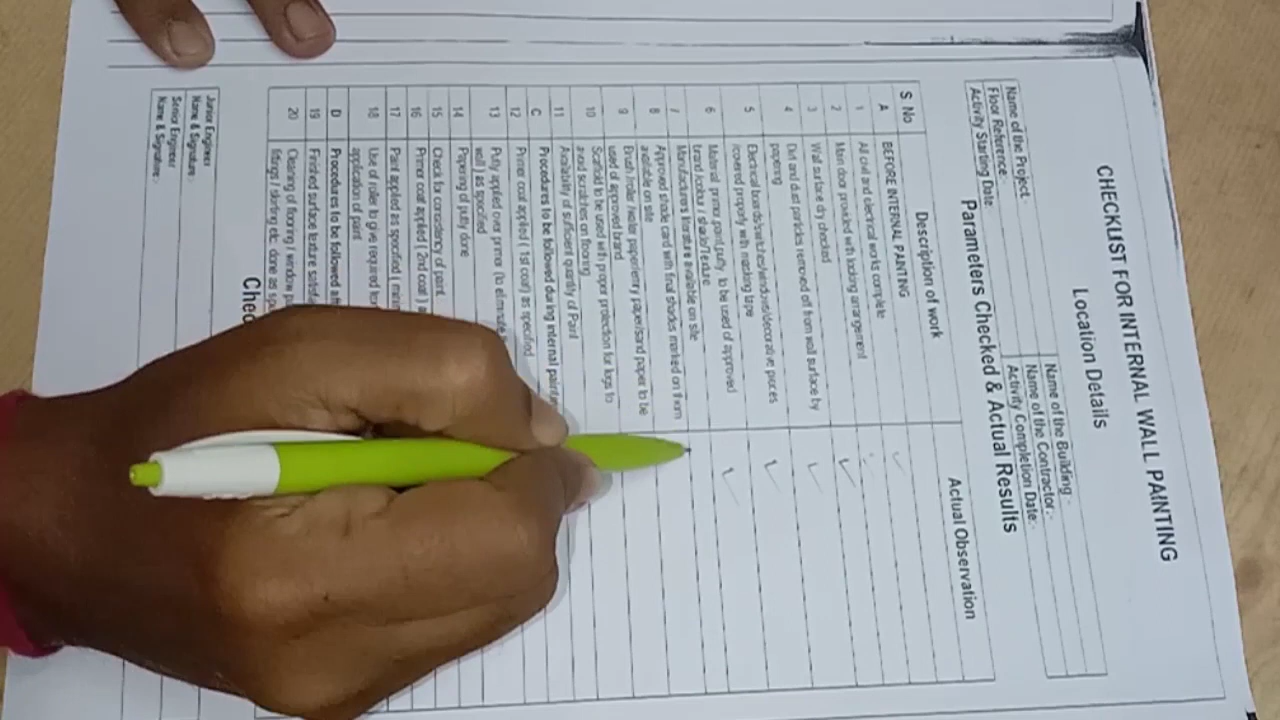 CHECKLIST FOR INTERNAL WALL PAINTING
Location Details
Name of the Project:- Name of the Building:-
Floor Reference:- Name of the Contractor:-
Activity Starting Date Activity Completion Date:-
Parameters Checked & Actual Results
S No Description of work Actual Observation
A BEFORE INTERNAL PAINTING
1 All civil and electrical works complete
2 Main door provided with locking arrangement
3 Wall surface dry checked
4 Dirt and dust particles removed off from wall surface by
papering
5 Electrical boards/switches/windows/decorative pieces
covered properly with masking tape
6 Material primer,paint,putty to be used of approved
brand/colour / shade/Texture
7 Manufacturers literature available on site
8 Approved shade card with final shades marked on them
available on site
9 Brush /roller /water paper/emry paper/sand paper to be
used of approved brand
10 Scaffold to be used with proper protection for legs to
avoid scratches on flooring
11 Availability of sufficient quantity of Paint
C Procedures to be followed during internal
12 Primer coat applied ( 1st coat) as specified
13 Putty applied over primer (to
wall ) as specified
14 Papering of putty done
15 Check for consistancy of paint
16 Primer coat applied ( 2nd coat )
17 Paint applied as specified (
18 Use of roller to give required
application of paint
D Procedures to be followed
19 Finished surface texture
20 Cleaning of flooring / window
fittings / etc. done as
Junior Engineer
Name & Signature:-
Senior Engineer
Name & Signature:-